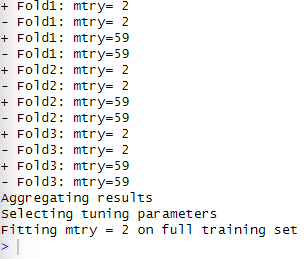 + Fold1: mtry= 2
- Fold1: mtry= 2
+ Fold1: mtry=59
- Fold1: mtry=59
+ Fold2: mtry= 2
- Fold2: mtry= 2
+ Fold2: mtry=59
- Fold2: mtry=59
+ Fold3: mtry= 2
- Fold3: mtry= 2
+ Fold3: mtry=59
- Fold3: mtry=59
Aggregating results
Selecting tuning parameters
Fitting mtry = 2 on full training set
>